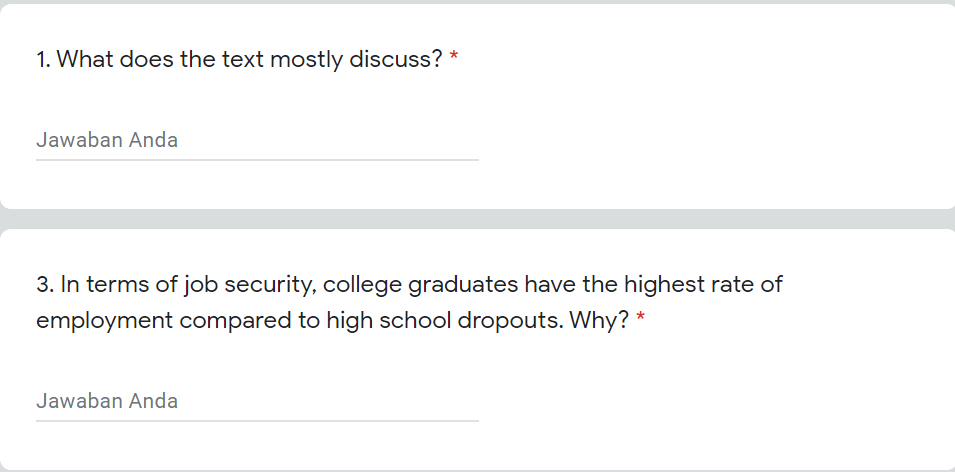 1. What does the text mostly discuss? *
Jawaban Anda
3. In terms of job security, college graduates have the highest rate of
employment compared to high school dropouts. Why? *
Jawaban Anda